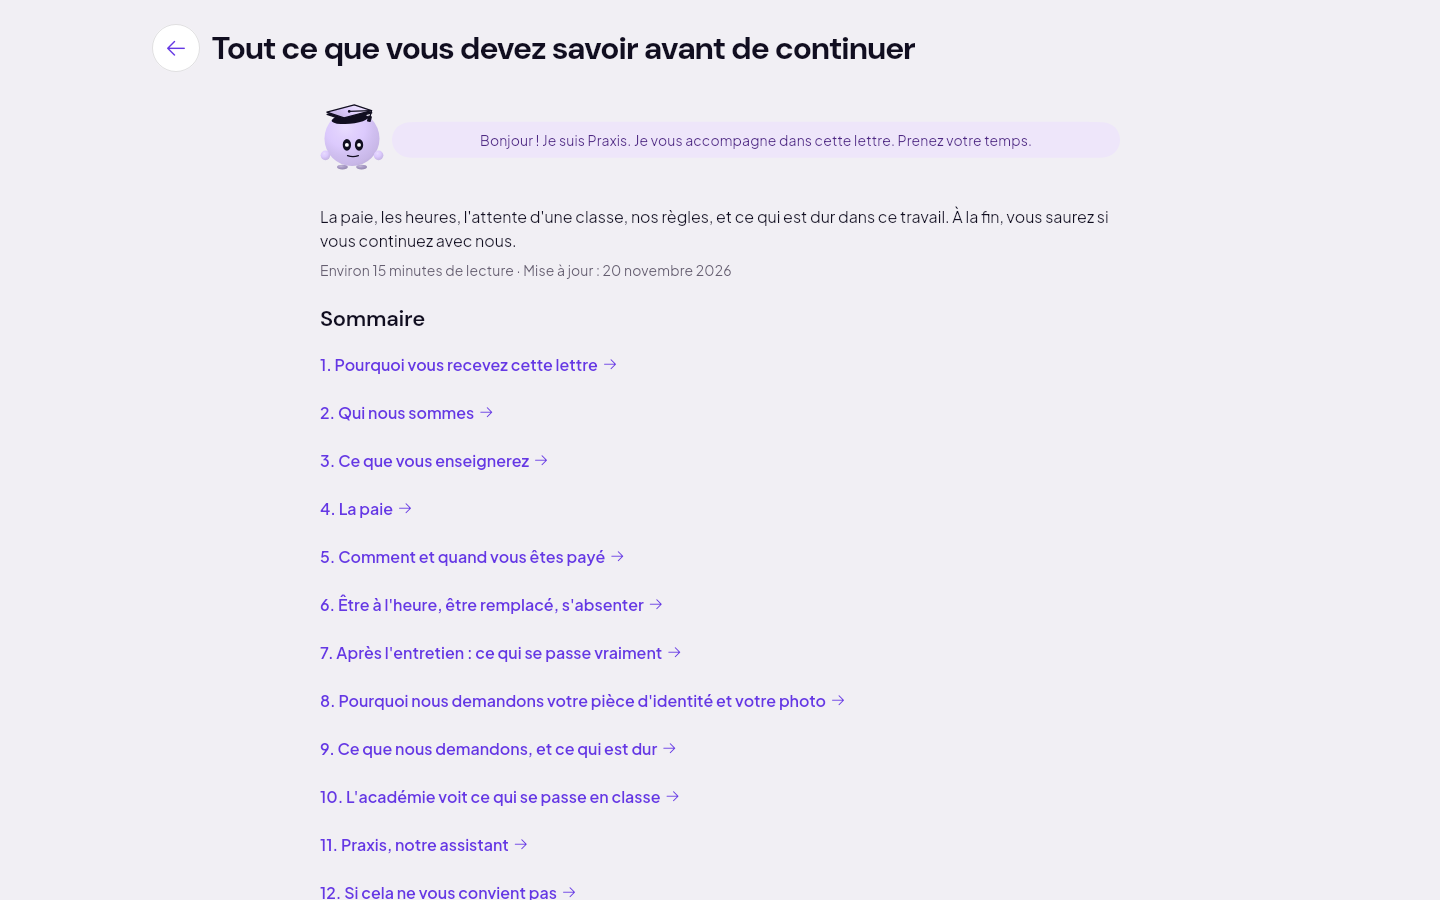 Tout ce que vous devez savoir avant de continuer
Bonjour ! Je suis Praxis. Je vous accompagne dans cette lettre. Prenez votre temps.
La paie, les heures, l'attente d'une classe, nos règles, et ce qui est dur dans ce travail. À la fin, vous saurez si
vous continuez avec nous.
Environ 15 minutes de lecture · Mise à jour : 20 novembre 2026
Sommaire
1. Pourquoi vous recevez cette lettre →
2. Qui nous sommes →
3. Ce que vous enseignerez →
4. La paie →
5. Comment et quand vous êtes payé →
6. Être à l'heure, être remplacé, s'absenter →
7. Après l'entretien : ce qui se passe vraiment →
8. Pourquoi nous demandons votre pièce d'identité et votre photo →
9. Ce que nous demandons, et ce qui est dur →
10. L'académie voit ce qui se passe en classe →
11. Praxis, notre assistant →
12. Si cela ne vous convient pas →